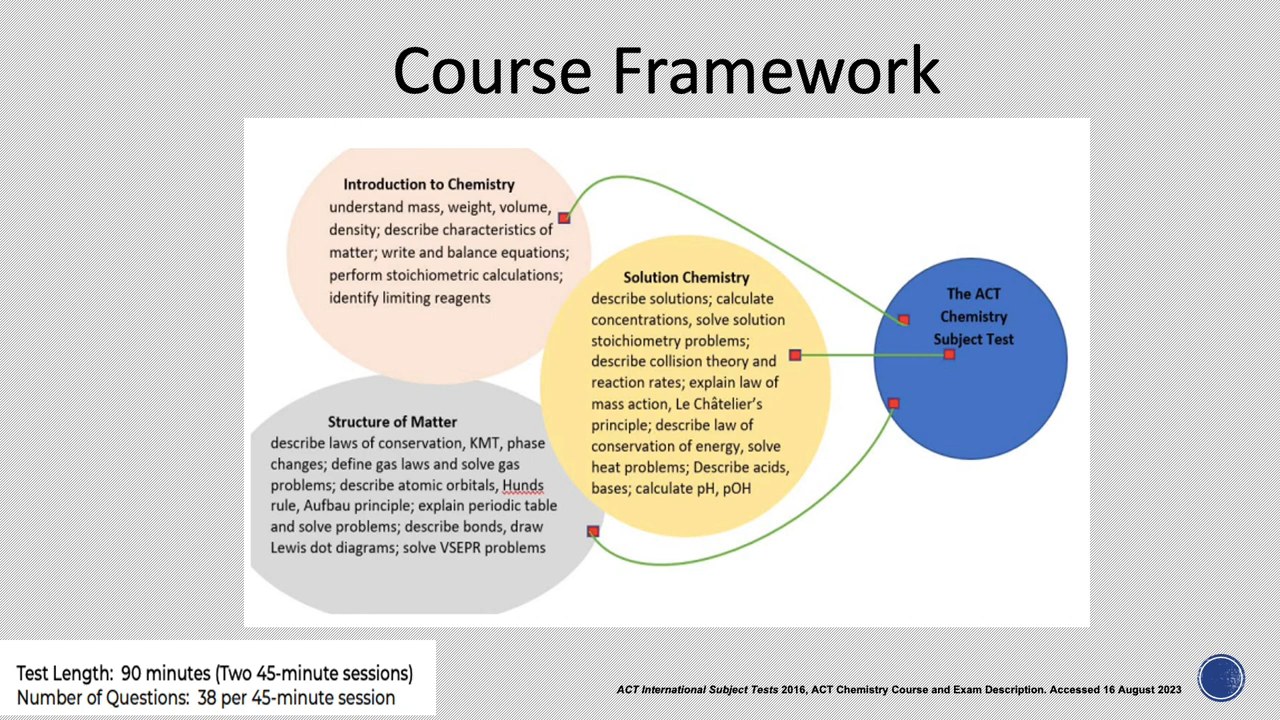 Course Framework
Introduction to Chemistry
understand mass, weight, volume,
density; describe characteristics of
matter; write and balance equations;
perform stoichiometric calculations;
identify limiting reagents
Structure of Matter
describe laws of conservation, KMT, phase
changes; define gas laws and solve gas
problems; describe atomic orbitals, Hunds
rule, Aufbau principle; explain periodic table
and solve problems; describe bonds, draw
Lewis dot diagrams; solve VSEPR problems
Solution Chemistry
describe solutions; calculate
concentrations, solve solution
stoichiometry problems;
describe collision theory and
reaction rates; explain law of
mass action, Le Châtelier’s
principle; describe law of
conservation of energy, solve
heat problems; Describe acids,
bases; calculate pH, pOH
The ACT
Chemistry
Subject Test
Test Length: 90 minutes (Two 45-minute sessions)
Number of Questions: 38 per 45-minute session
ACT International Subject Tests 2016, ACT Chemistry Course and Exam Description. Accessed 16 August 2023